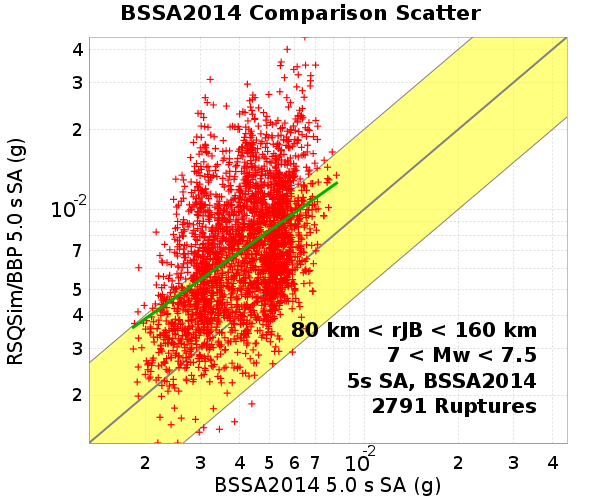 BSSA2014 Comparison Scatter
RSQSim/BBP 5.0 s SA (g)
4
3
2
10-2
7
5
4
3
2
80 km < rJB < 160 km
7 < Mw < 7.5
5s SA, BSSA2014
2791 Ruptures
2 3 4 5 6 7 10-2 2 3 4
BSSA2014 5.0 s SA (g)